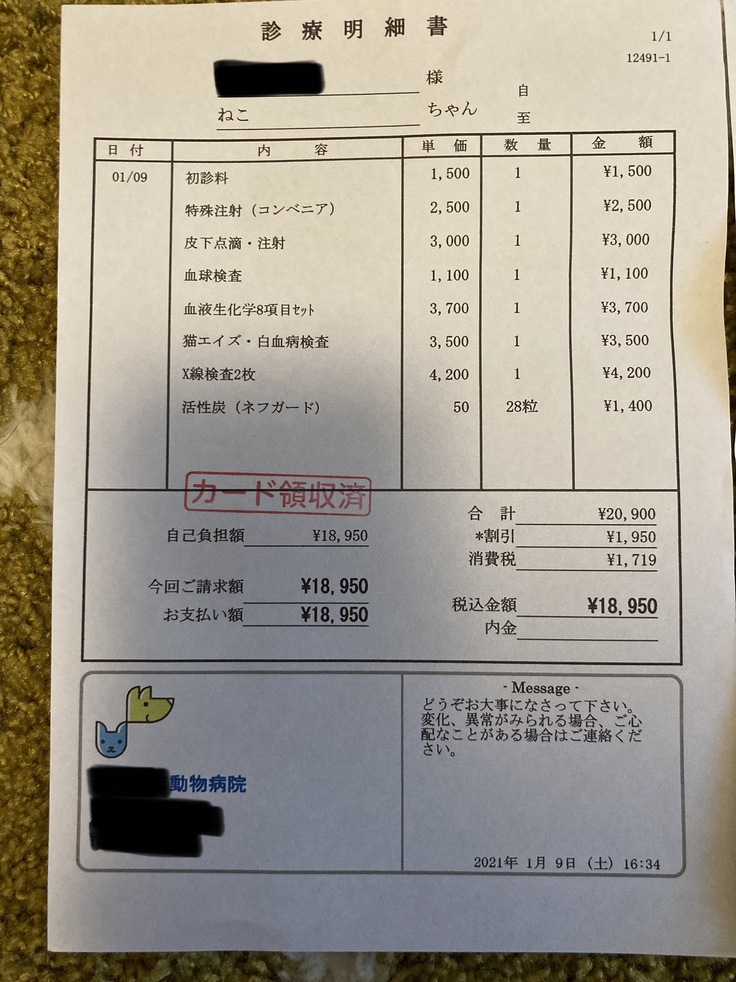 診療明細書
1/1
12491-1
様
自
ねこ ちゃん
至
日付 内容 単価 数量 金額
01/09 初診料 1,500 1 ¥1,500
特殊注射（コンベニア） 2,500 1 ¥2,500
皮下点滴・注射 3,000 1 ¥3,000
血球検査 1,100 1 ¥1,100
血液生化学8項目ｾｯﾄ 3,700 1 ¥3,700
猫エイズ・白血病検査 3,500 1 ¥3,500
X線検査2枚 4,200 1 ¥4,200
活性炭（ネフガード） 50 28粒 ¥1,400
カード領収済
合計 ¥20,900
自己負担額 ¥18,950
*割引 ¥1,950
消費税 ¥1,719
今回ご請求額 ¥18,950
税込金額 ¥18,950
お支払い額 ¥18,950
内金
動物病院
- Message -
どうぞお大事になさって下さい。
変化、異常がみられる場合、ご心
配なことがある場合はご連絡くだ
さい。
2021年 1月 9日（土）16:34